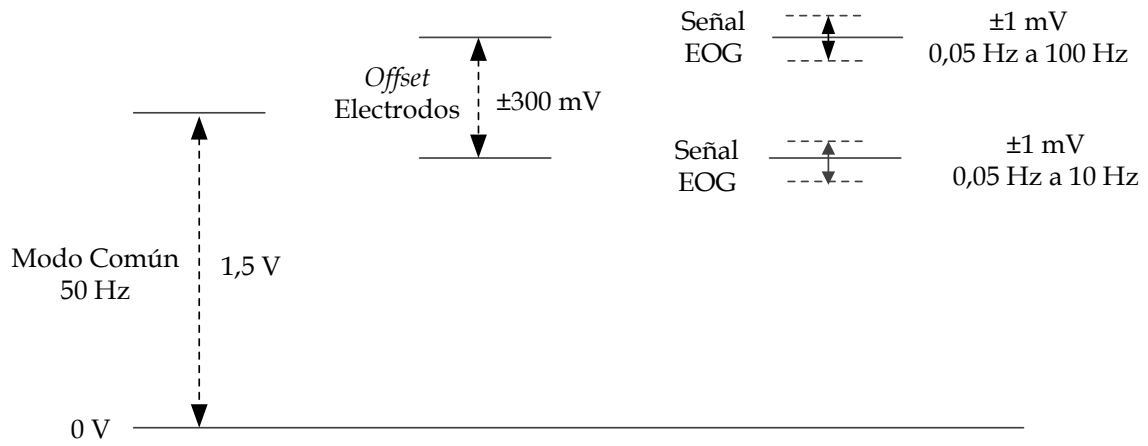 Señal
EOG
±1 mV
0,05 Hz a 100 Hz
Offset
Electrodos
±300 mV
Señal
EOG
±1 mV
0,05 Hz a 10 Hz
Modo Común
50 Hz
1,5 V
0 V